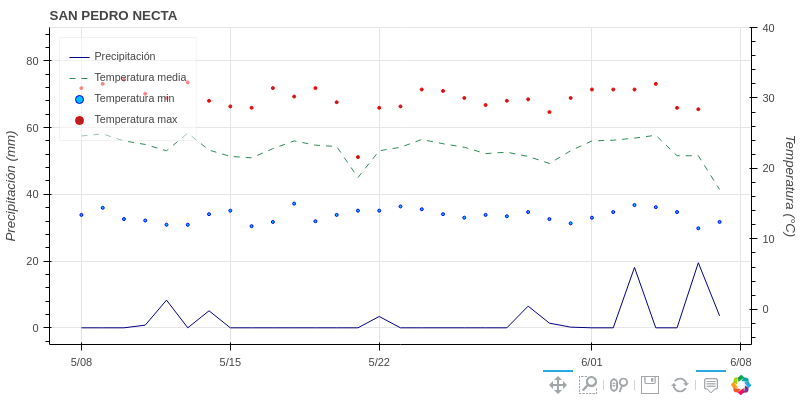 SAN PEDRO NECTA
Precipitación
Temperatura media
Temperatura min
Temperatura max
Precipitación (mm)
80
60
40
20
0
40
30
20
10
0
Temperatura (°C)
5/08
5/15
5/22
6/01
6/08